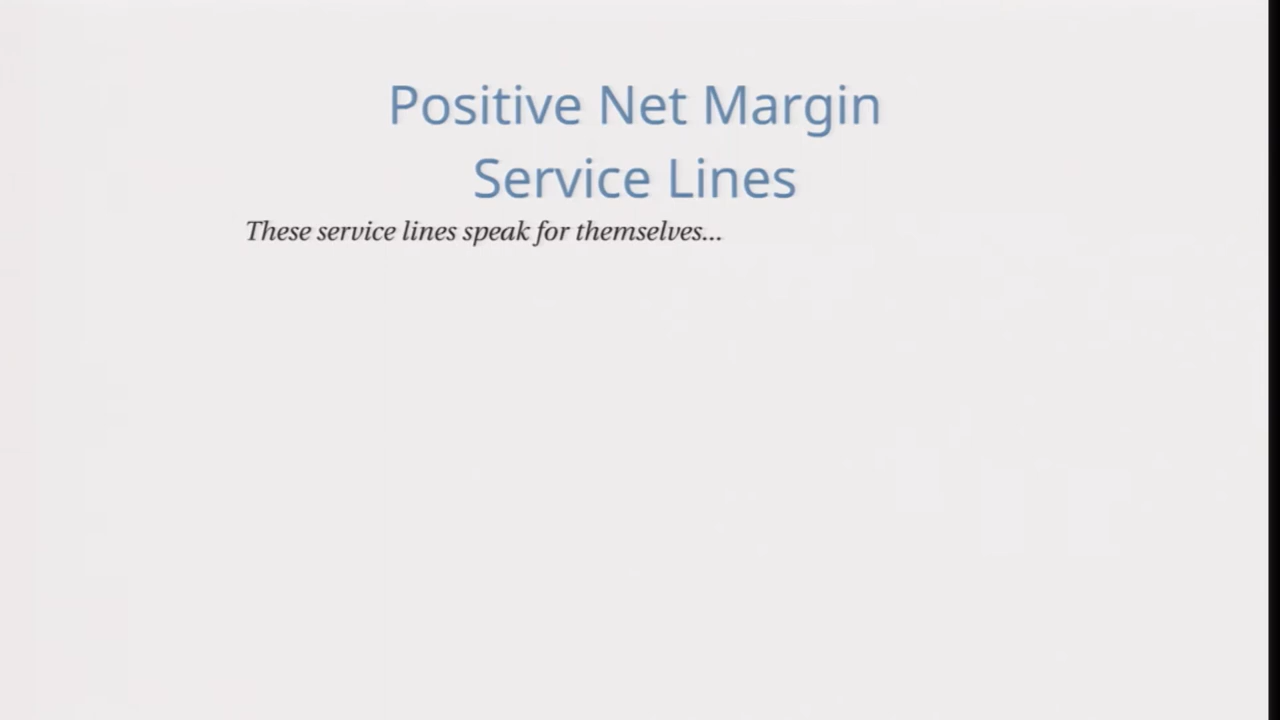 Positive Net Margin
Service Lines
These service lines speak for themselves...